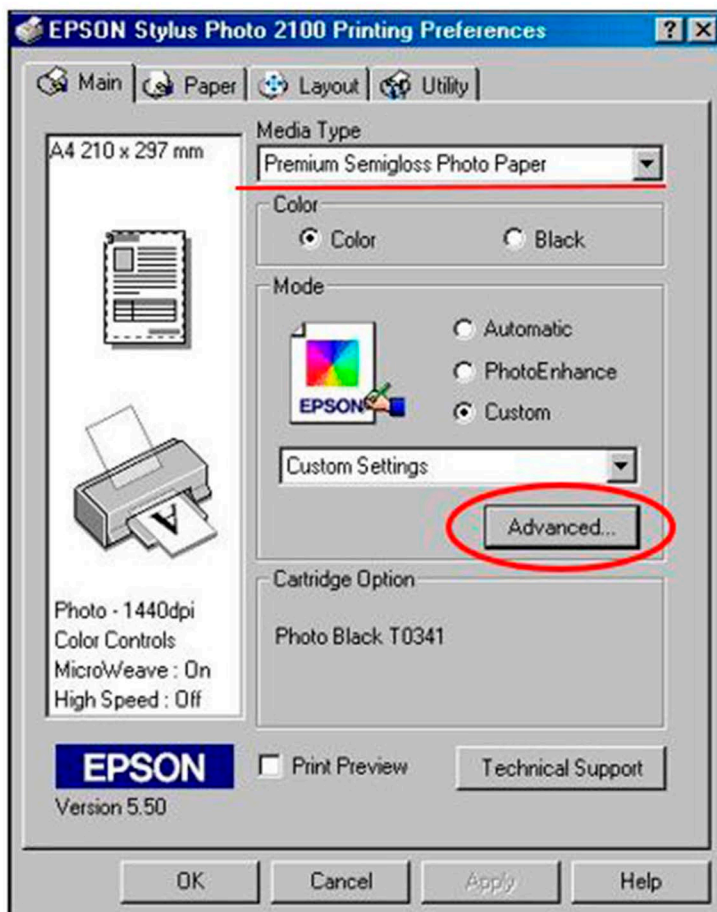 EPSON Stylus Photo 2100 Printing Preferences
Main Paper Layout Utility
A4 210 x 297 mm
Media Type
Premium Semigloss Photo Paper
Color
Color Black
Mode
Automatic
PhotoEnhance
Custom
EPSON
Custom Settings
Advanced...
A
Photo - 1440dpi
Color Controls
MicroWeave : On
High Speed : Off
Cartridge Option
Photo Black T0341
EPSON
Version 5.50
Print Preview
Technical Support
OK Cancel Apply Help